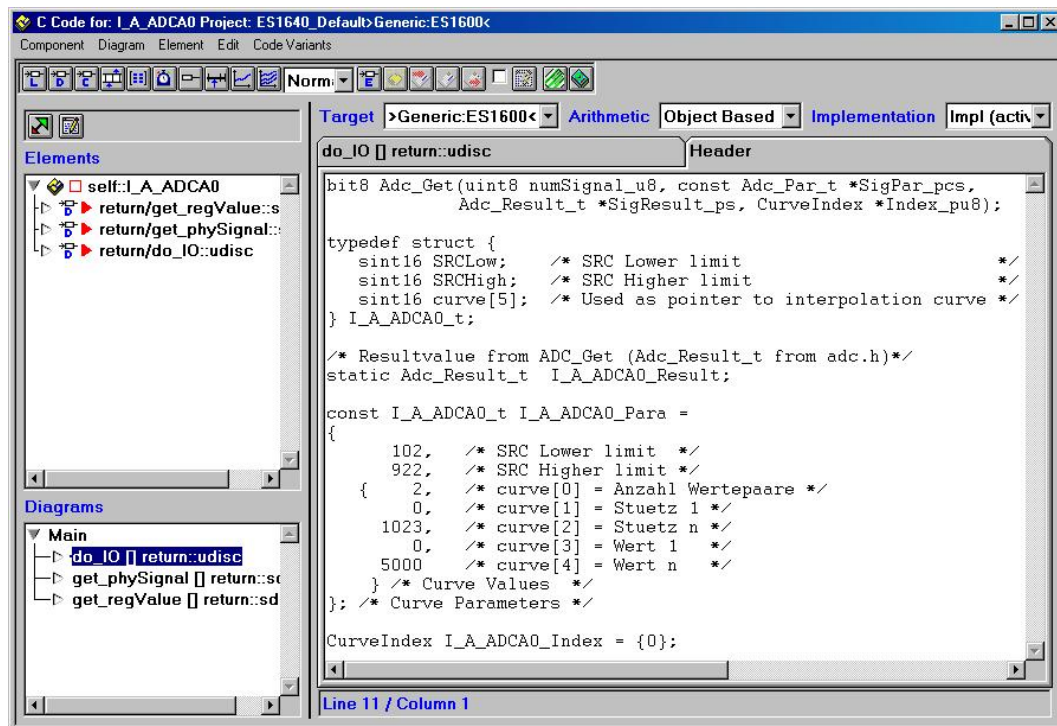 C Code for: I_A_ADCA0 Project: ES1640_Default>Generic:ES1600<
Component Diagram Element Edit Code Variants
Norm
Target >Generic:ES1600< Arithmetic Object Based Implementation Impl (activ
Elements
self::I_A_ADCA0
return/get_regValue::s
return/get_phySignal::
return/do_IO::udisc
Diagrams
Main
do_IO [] return::udisc
get_phySignal [] return::sc
get_regValue [] return::sd
do_IO [] return::udisc
Header
bit8 Adc_Get(uint8 numSignal_u8, const Adc_Par_t *SigPar_pcs,
Adc_Result_t *SigResult_ps, CurveIndex *Index_pu8);
typedef struct {
sint16 SRCLow; /* SRC Lower limit */
sint16 SRCHigh; /* SRC Higher limit */
sint16 curve[5]; /* Used as pointer to interpolation curve */
} I_A_ADCA0_t;
/* Resultvalue from ADC_Get (Adc_Result_t from adc.h)*/
static Adc_Result_t I_A_ADCA0_Result;
const I_A_ADCA0_t I_A_ADCA0_Para =
{
102, /* SRC Lower limit */
922, /* SRC Higher limit */
{ 2, /* curve[0] = Anzahl Wertepaare */
0, /* curve[1] = Stuetz 1 */
1023, /* curve[2] = Stuetz n */
0, /* curve[3] = Wert 1 */
5000 /* curve[4] = Wert n */
} /* Curve Values */
}; /* Curve Parameters */
CurveIndex I_A_ADCA0_Index = {0};
Line 11 / Column 1